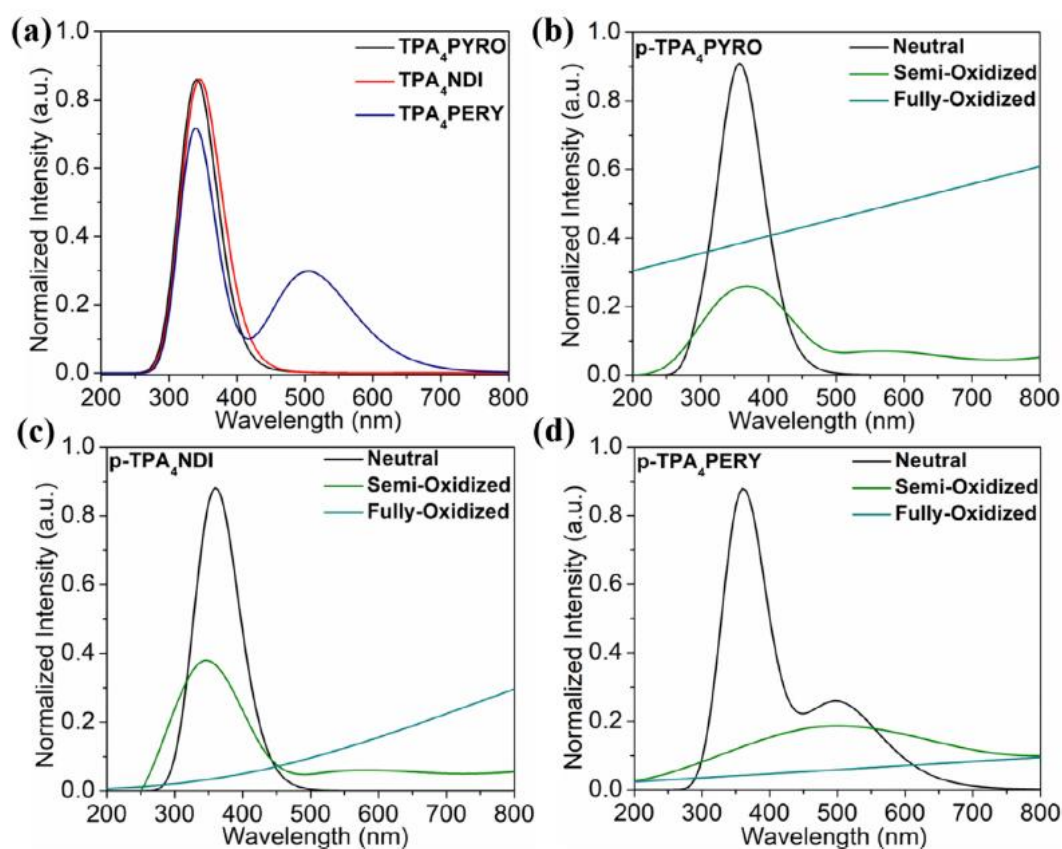 (a)
TPA₄PYRO
TPA₄NDI
TPA₄PERY
Normalized Intensity (a.u.)
1.0
0.8
0.6
0.4
0.2
0.0
200 300 400 500 600 700 800
Wavelength (nm)
(b)
p-TPA₄PYRO
Neutral
Semi-Oxidized
Fully-Oxidized
Normalized Intensity (a.u.)
1.0
0.8
0.6
0.4
0.2
0.0
200 300 400 500 600 700 800
Wavelength (nm)
(c)
p-TPA₄NDI
Neutral
Semi-Oxidized
Fully-Oxidized
Normalized Intensity (a.u.)
1.0
0.8
0.6
0.4
0.2
0.0
200 300 400 500 600 700 800
Wavelength (nm)
(d)
p-TPA₄PERY
Neutral
Semi-Oxidized
Fully-Oxidized
Normalized Intensity (a.u.)
1.0
0.8
0.6
0.4
0.2
0.0
200 300 400 500 600 700 800
Wavelength (nm)